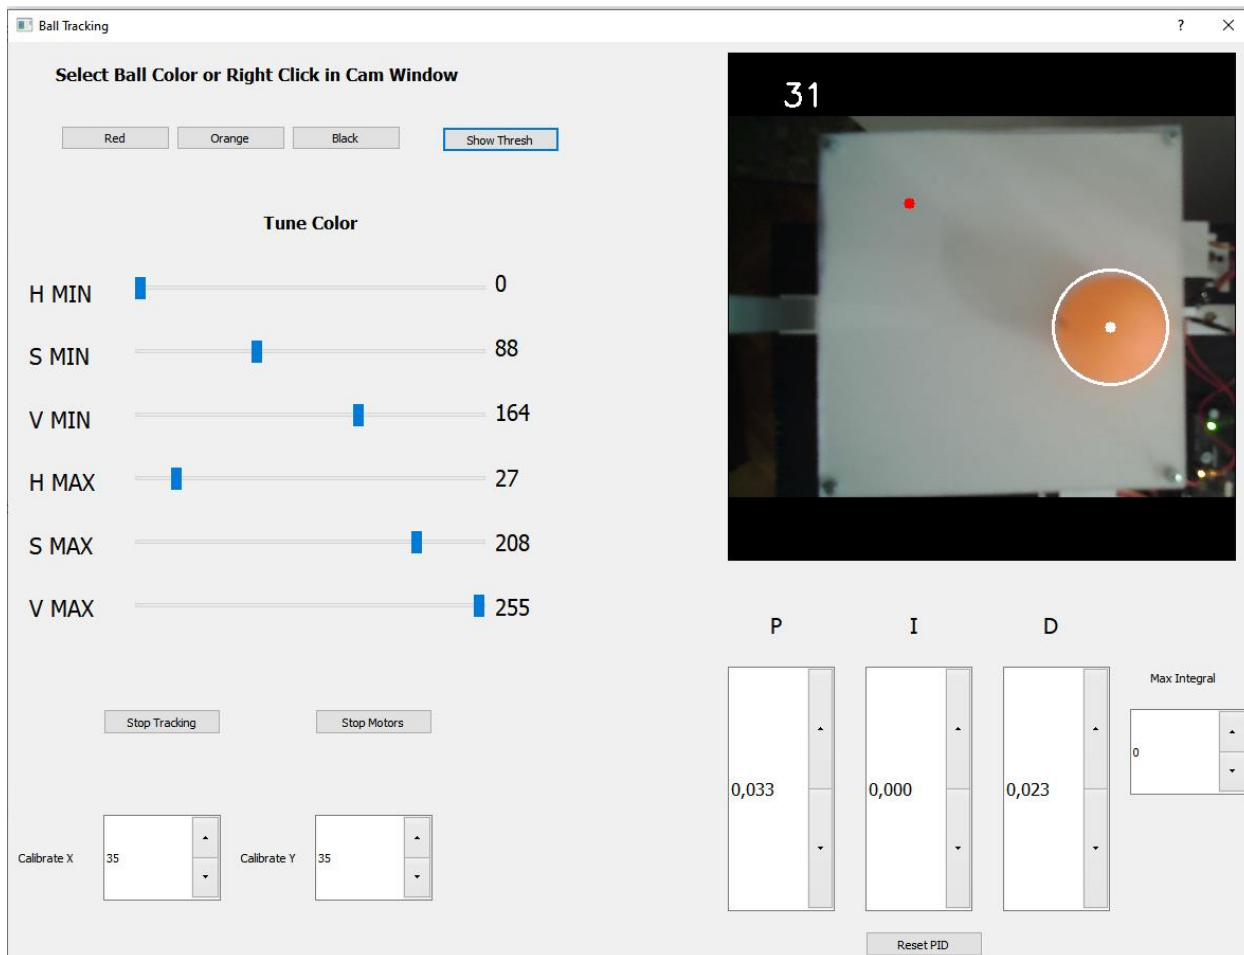 Ball Tracking
?
Select Ball Color or Right Click in Cam Window
Red Orange Black Show Thresh
31
Tune Color
H MIN 0
S MIN 88
V MIN 164
H MAX 27
S MAX 208
V MAX 255
P I D
Max Integral
0,033 0,000 0,023 0
Stop Tracking Stop Motors
Calibrate X 35 Calibrate Y 35
Reset PID